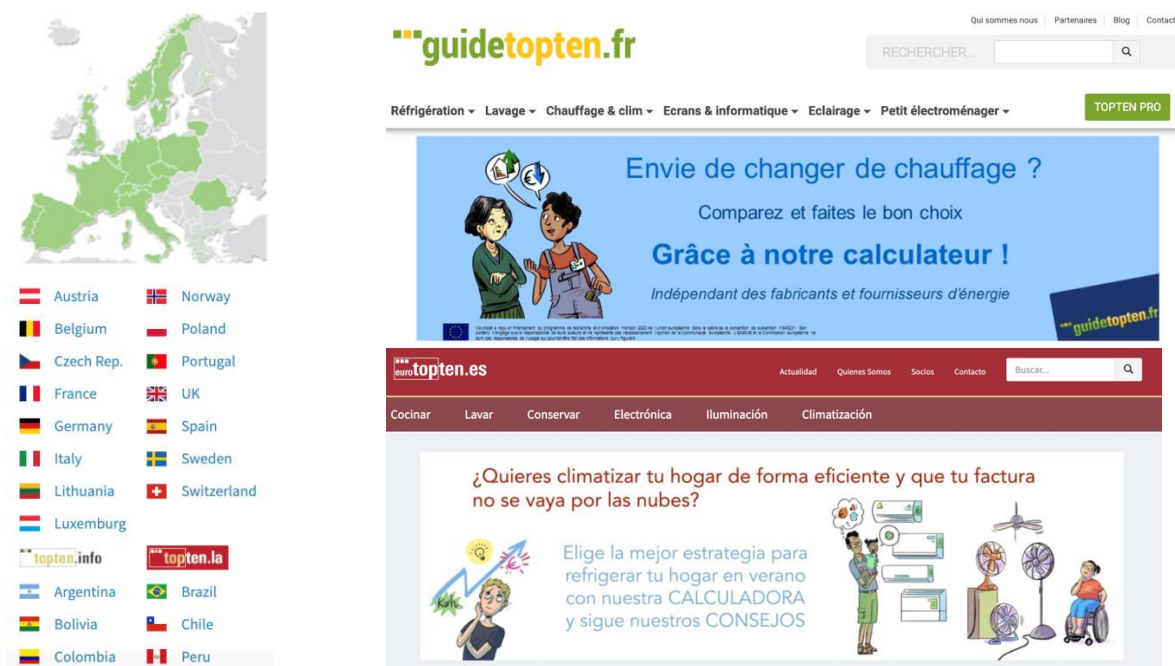 Austria
Norway
Belgium
Poland
Czech Rep.
Portugal
France
UK
Germany
Spain
Italy
Sweden
Lithuania
Switzerland
Luxemburg
topten.info
topten.la
Argentina
Brazil
Bolivia
Chile
Colombia
Peru
Qui sommes nous Partenaires Blog Contact
guidetopten.fr
RECHERCHER...
Réfrigération Lavage Chauffage & clim Ecrans & informatique Eclairage Petit électroménager
TOPTEN PRO
Envie de changer de chauffage ?
Comparez et faites le bon choix
Grâce à notre calculateur !
Indépendant des fabricants et fournisseurs d'énergie
guidetopten.fr
eurotopten.es
Actualidad Quienes Somos Socios Contacto Buscar...
Cocinar Lavar Conservar Electrónica Iluminación Climatización
¿Quieres climatizar tu hogar de forma eficiente y que tu factura
no se vaya por las nubes?
Elige la mejor estrategia para
refrigerar tu hogar en verano
con nuestra CALCULADORA
y sigue nuestros CONSEJOS
Kwh